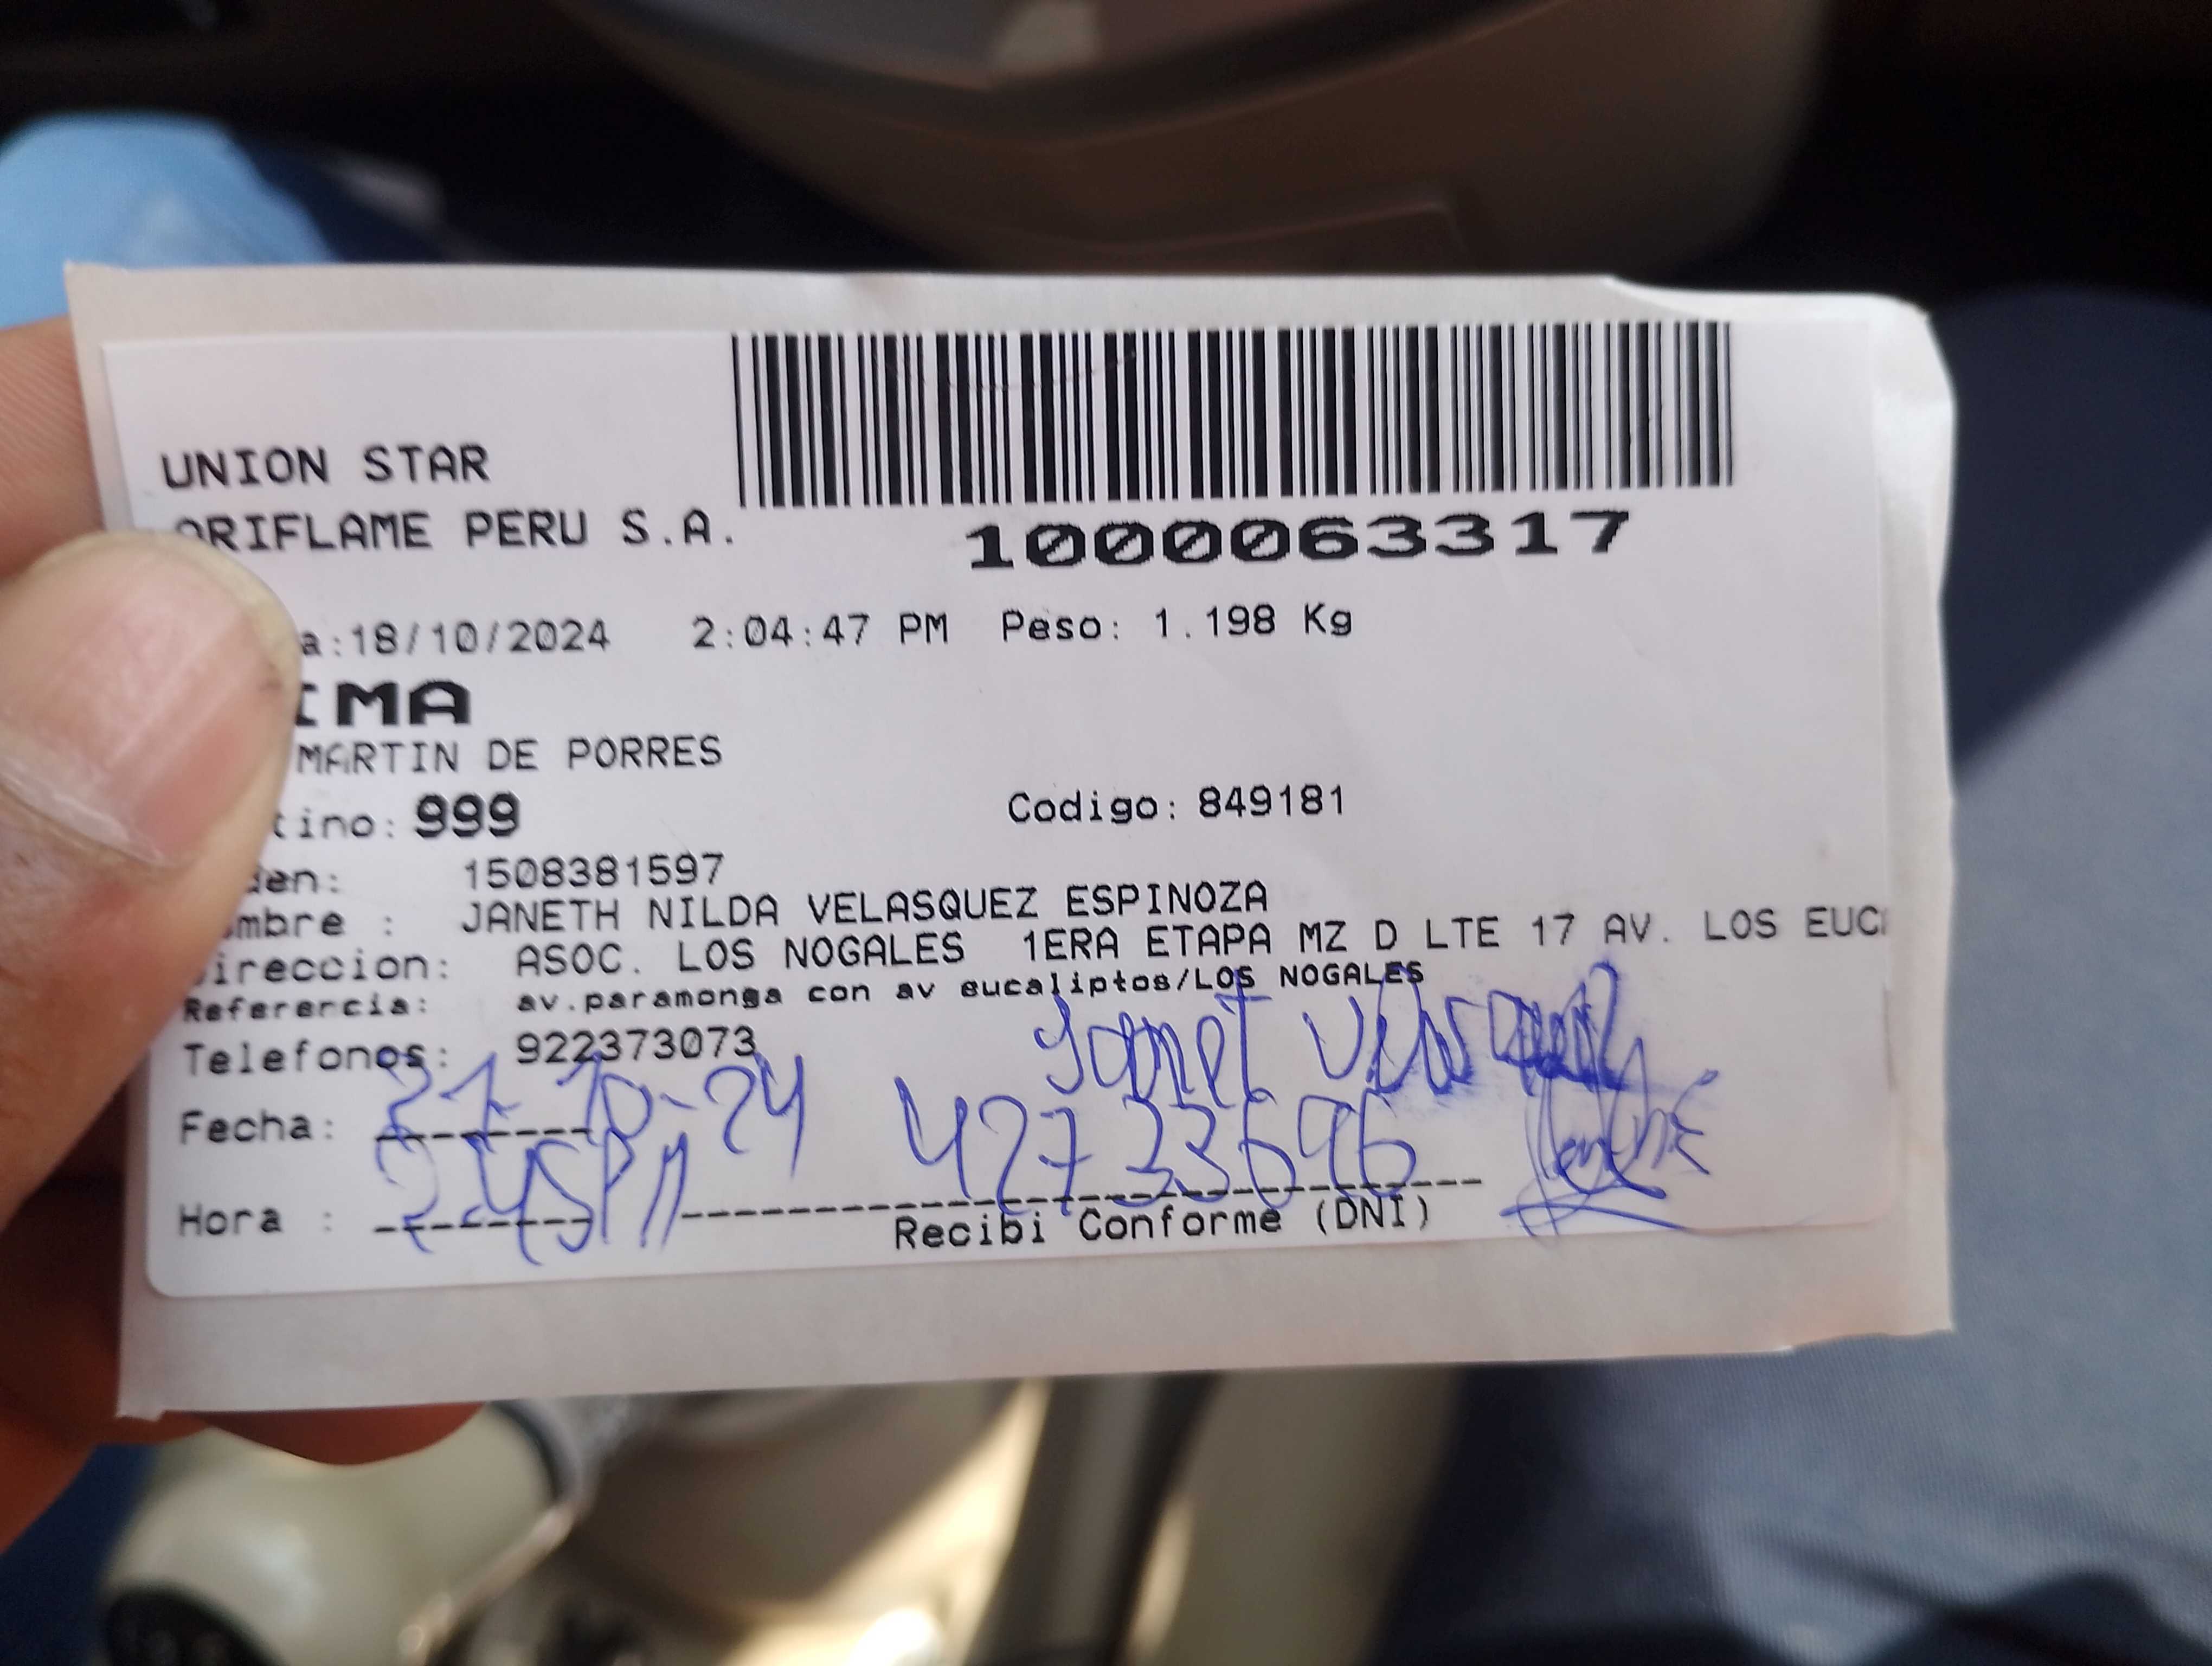 UNION STAR
ORIFLAME PERU S.A.
1000063317
a:18/10/2024 2:04:47 PM Peso: 1.198 Kg
IMA
MARTIN DE PORRES
tino: 999 Codigo: 849181
den: 1508381597
ombre : JANETH NILDA VELASQUEZ ESPINOZA
Direccion: ASOC. LOS NOGALES 1ERA ETAPA MZ D LTE 17 AV. LOS EUC
Referencia: av.paramonga con av eucaliptos/LOS NOGALES
Telefonos: 922373073
Janet Velasquez
Fecha: 21-10-24 42733696
Hora : 2 45PM
Recibi Conforme (DNI)